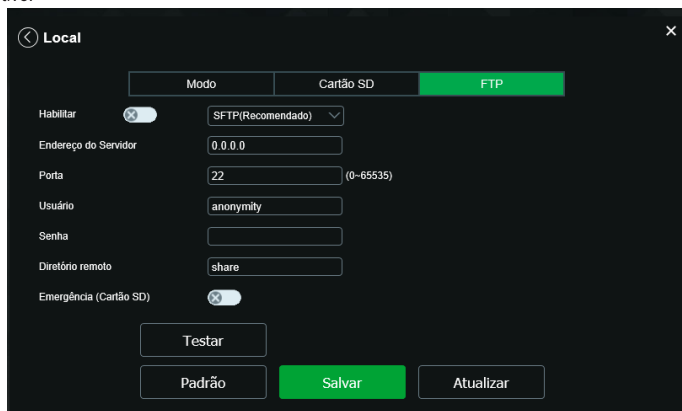 Local
Modo Cartão SD FTP
Habilitar SFTP(Recomendado)
Endereço do Servidor 0.0.0.0
Porta 22 (0~65535)
Usuário anonymity
Senha
Diretório remoto share
Emergência (Cartão SD)
Testar
Padrão Salvar Atualizar